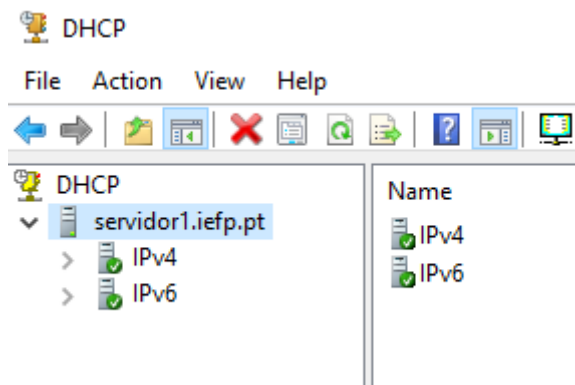 DHCP
File Action View Help
DHCP
servidor1.iefp.pt
IPv4
IPv6
Name
IPv4
IPv6